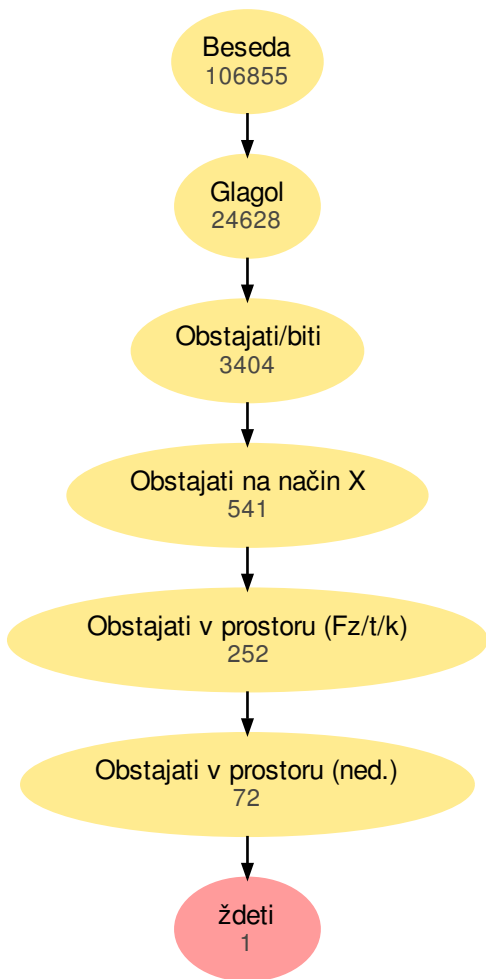 Beseda
106855
Glagol
24628
Obstajati/biti
3404
Obstajati na način X
541
Obstajati v prostoru (Fz/t/k)
252
Obstajati v prostoru (ned.)
72
ždeti
1